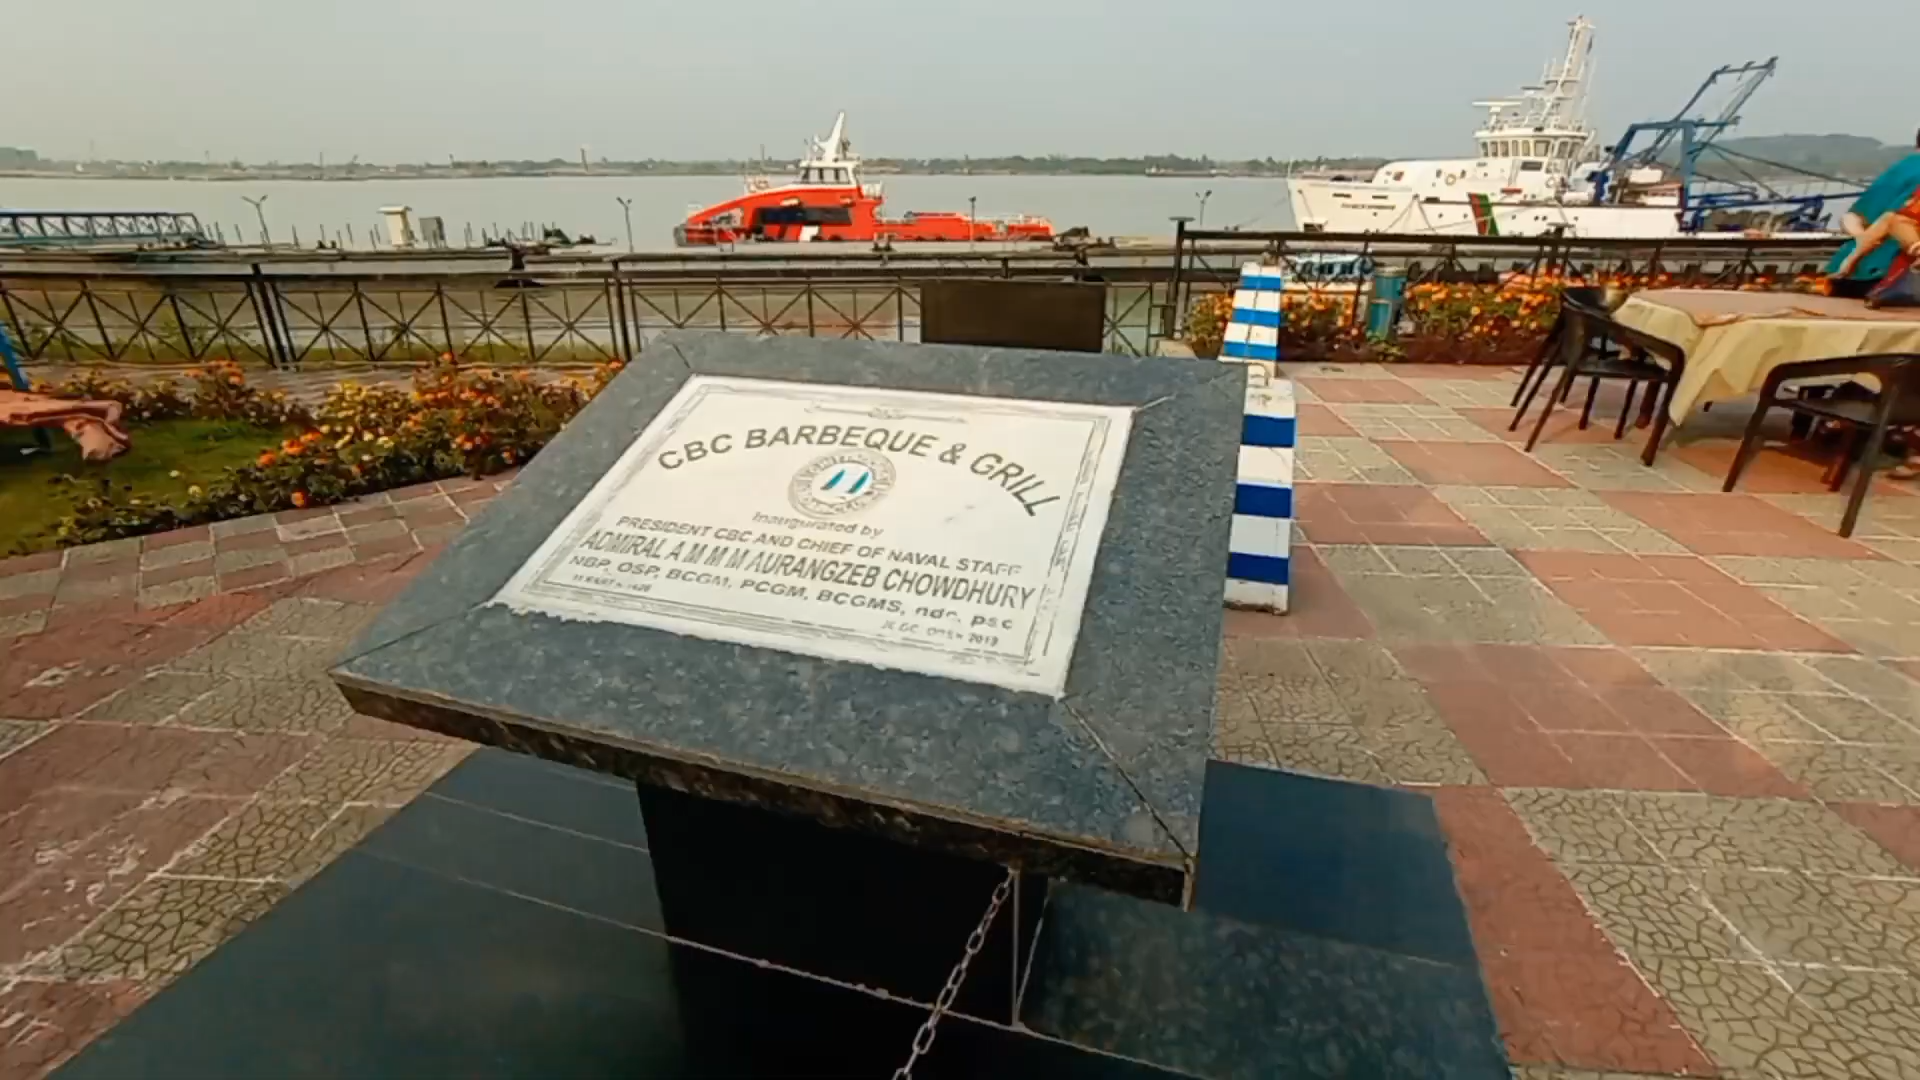 CBC BARBEQUE & GRILL
Inaugurated by
PRESIDENT CBC AND CHIEF OF NAVAL STAFF
ADMIRAL A M M M AURANGZEB CHOWDHURY
NBP, OSP, BCGM, PCGM, BCGMS, ndc, psc
2019